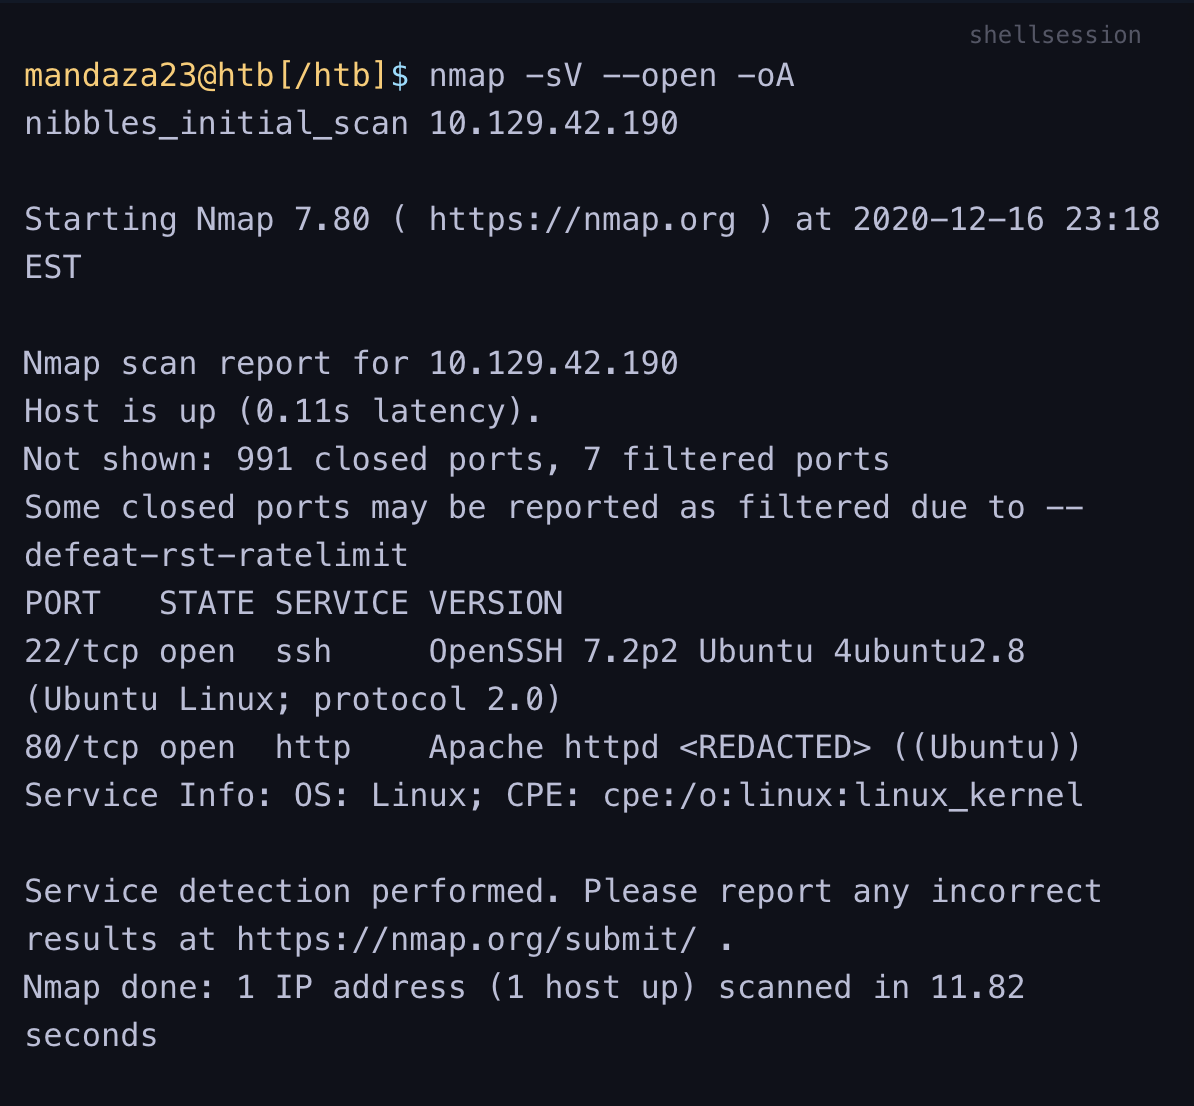 shellsession
mandaza23@htb[/htb]$ nmap -sV --open -oA
nibbles_initial_scan 10.129.42.190
Starting Nmap 7.80 ( https://nmap.org ) at 2020-12-16 23:18
EST
Nmap scan report for 10.129.42.190
Host is up (0.11s latency).
Not shown: 991 closed ports, 7 filtered ports
Some closed ports may be reported as filtered due to --
defeat-rst-ratelimit
PORT   STATE SERVICE VERSION
22/tcp open  ssh     OpenSSH 7.2p2 Ubuntu 4ubuntu2.8
(Ubuntu Linux; protocol 2.0)
80/tcp open  http    Apache httpd <REDACTED> ((Ubuntu))
Service Info: OS: Linux; CPE: cpe:/o:linux:linux_kernel
Service detection performed. Please report any incorrect
results at https://nmap.org/submit/ .
Nmap done: 1 IP address (1 host up) scanned in 11.82
seconds